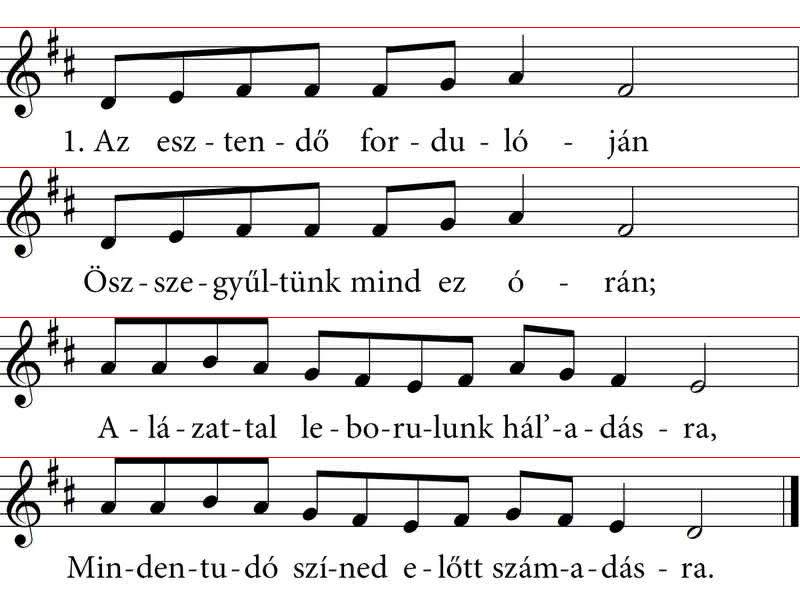 1. Az esz - ten - dő for - du - ló - ján
Ösz - sze - gyűl - tünk mind ez ó - rán;
A - lá - zat - tal le - bo - ru - lunk hál’ - a - dás - ra,
Min - den - tu - dó szí - ned e - lőtt szám - a - dás - ra.